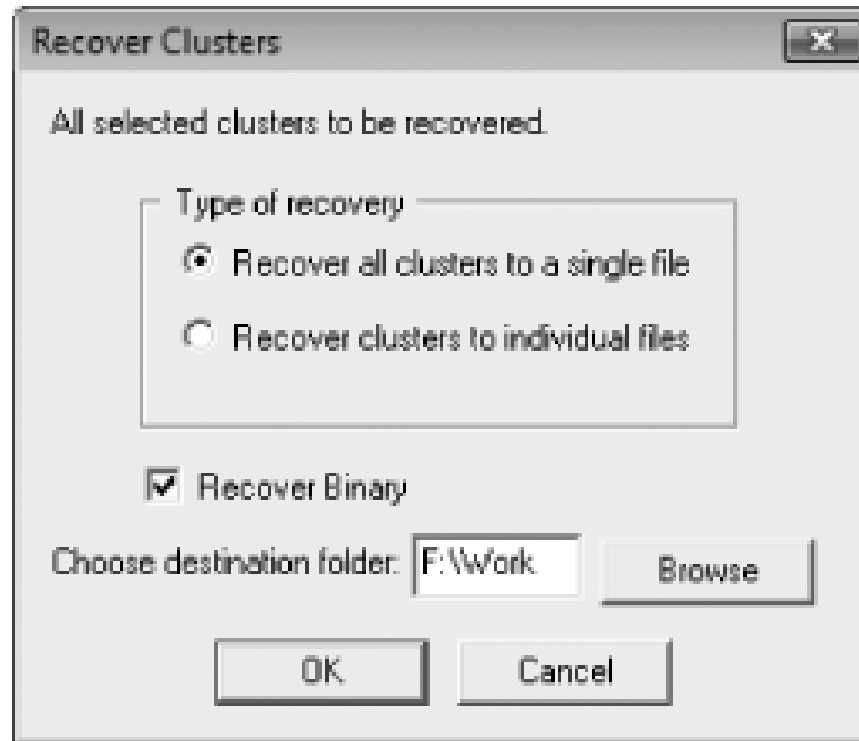 Recover Clusters
All selected clusters to be recovered.
Type of recovery
Recover all clusters to a single file
Recover clusters to individual files
Recover Binary
Choose destination folder: F:\Work Browse
OK Cancel